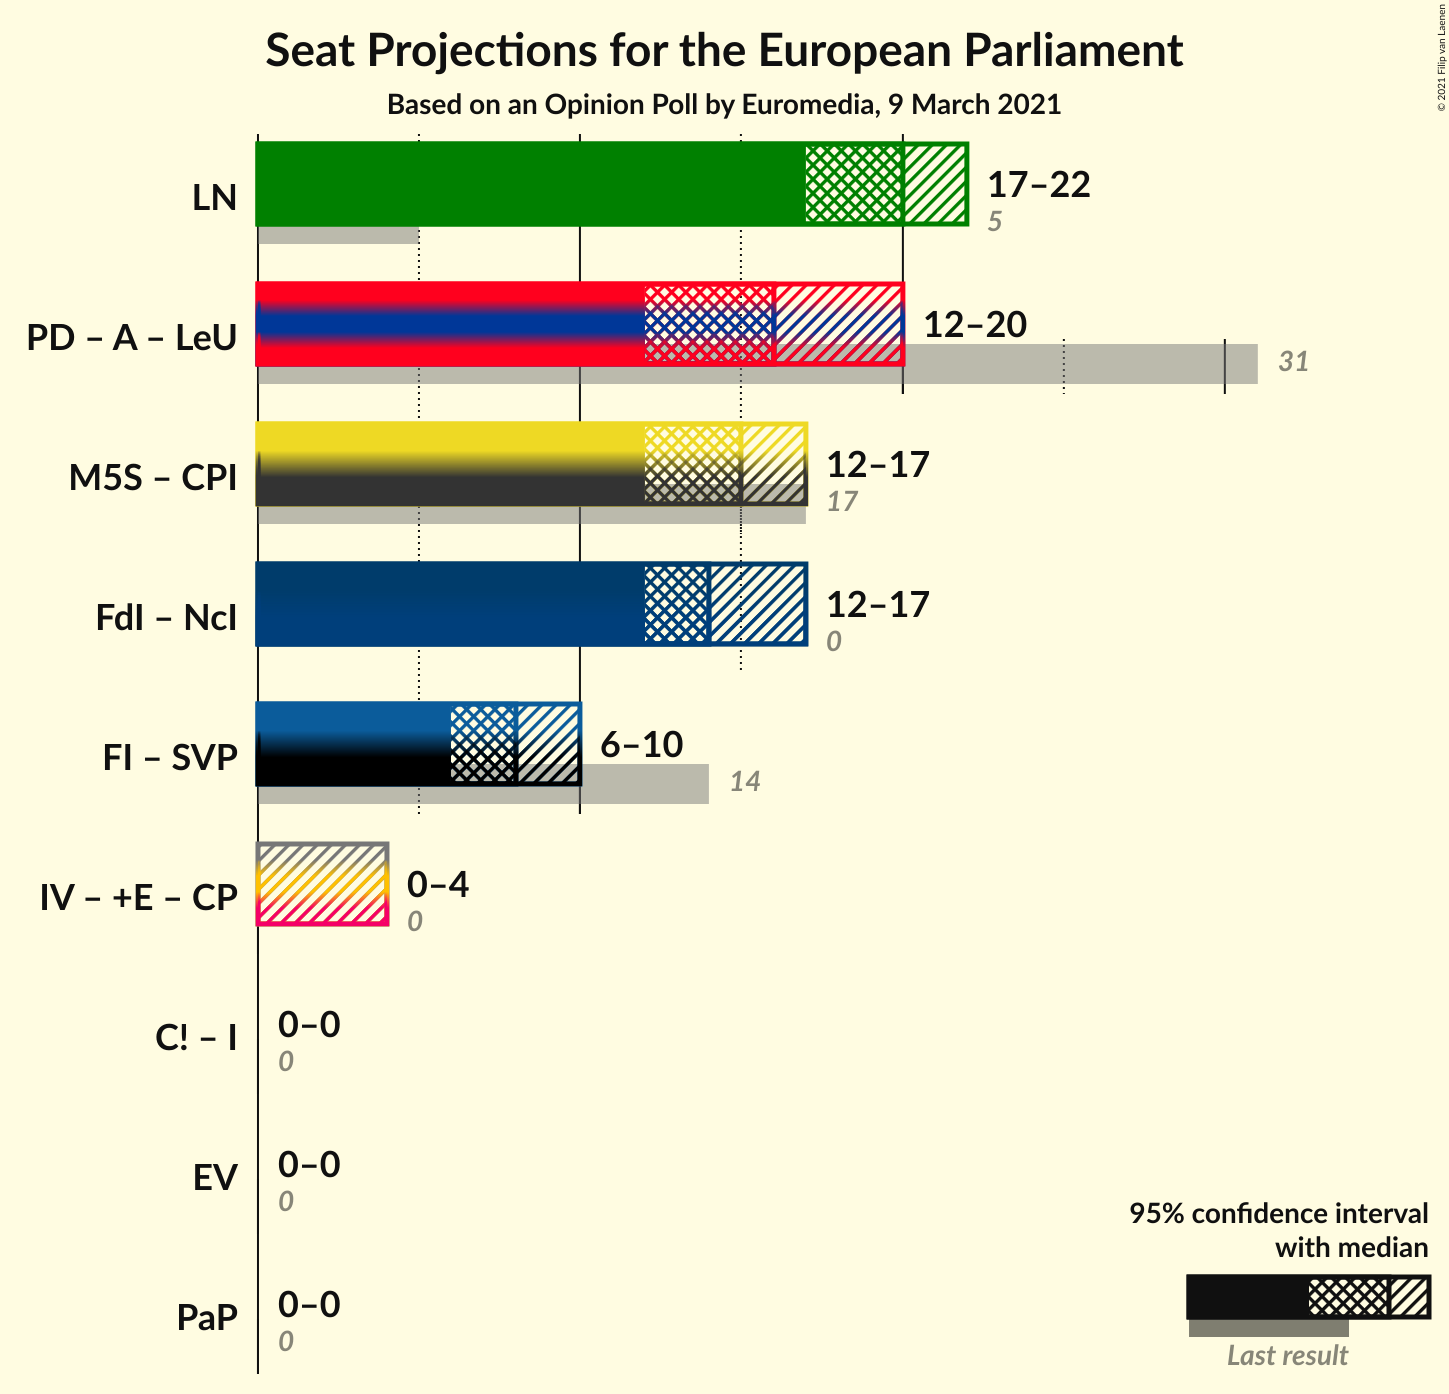 Seat Projections for the European Parliament
Based on an Opinion Poll by Euromedia, 9 March 2021
© 2021 Filip van Laenen
LN
17–22
5
PD – A – LeU
12–20
31
M5S – CPI
12–17
17
FdI – NcI
12–17
0
FI – SVP
6–10
14
IV – +E – CP
0–4
0
C! – I
0–0
0
EV
0–0
0
PaP
0–0
0
95% confidence interval
with median
Last result